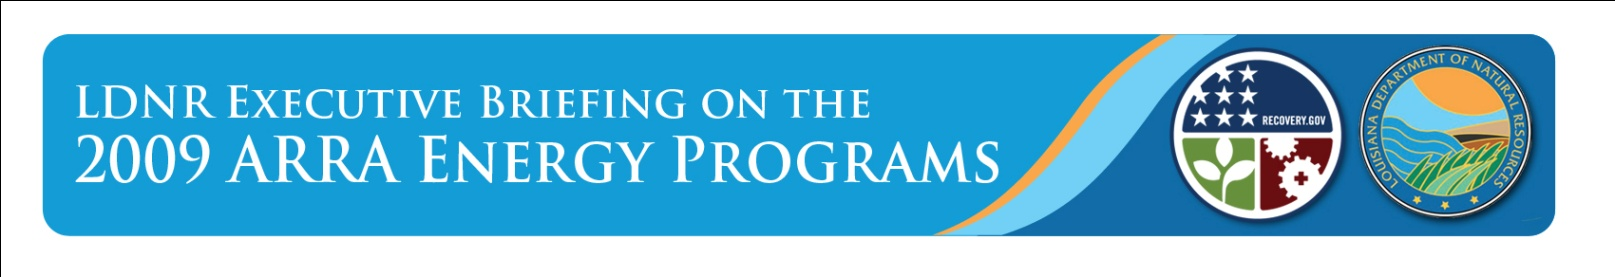 LDNR EXECUTIVE BRIEFING ON THE
2009 ARRA ENERGY PROGRAMS
RECOVERY.GOV
LOUISIANA DEPARTMENT OF NATURAL RESOURCES